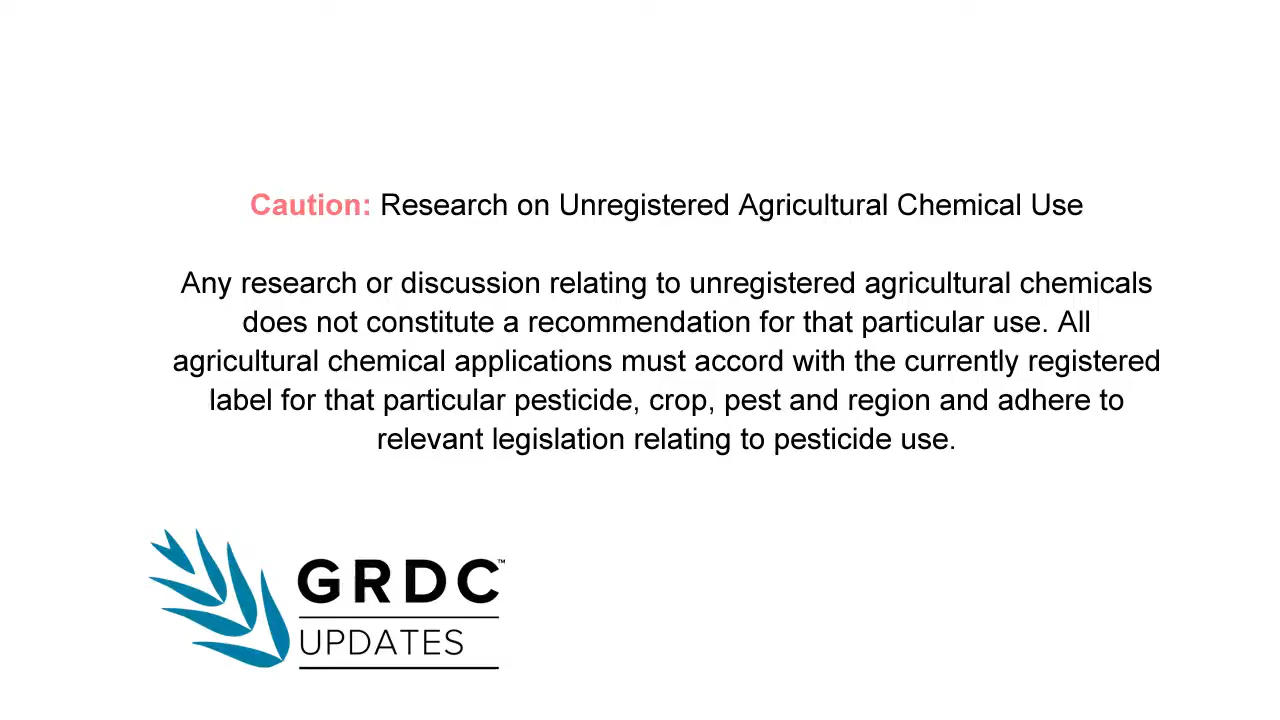 Caution: Research on Unregistered Agricultural Chemical Use
Any research or discussion relating to unregistered agricultural chemicals
does not constitute a recommendation for that particular use. All
agricultural chemical applications must accord with the currently registered
label for that particular pesticide, crop, pest and region and adhere to
relevant legislation relating to pesticide use.
GRDC™
UPDATES